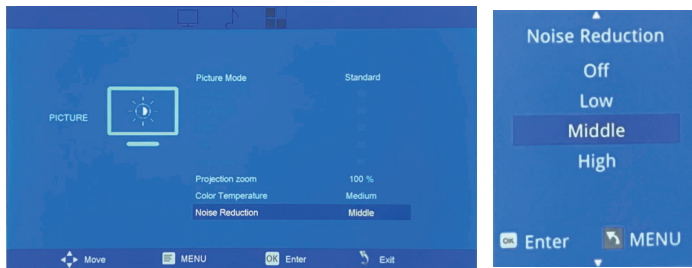 Picture Mode Standard
PICTURE
Projection zoom 100 %
Color Temperature Medium
Noise Reduction Middle
Move MENU OK Enter Exit
Noise Reduction
Off
Low
Middle
High
OK Enter MENU